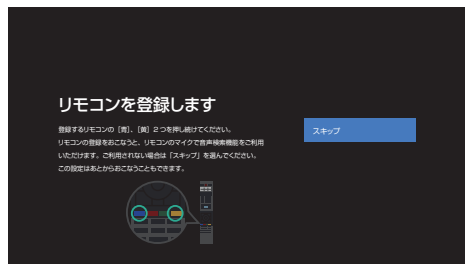 リモコンを登録します
登録するリモコンの［青］、［黄］２つを押し続けてください。
リモコンの登録をおこなうと、リモコンのマイクで音声検索機能をご利用
いただけます。ご利用されない場合は「スキップ」を選んでください。
この設定はあとからおこなうこともできます。
スキップ